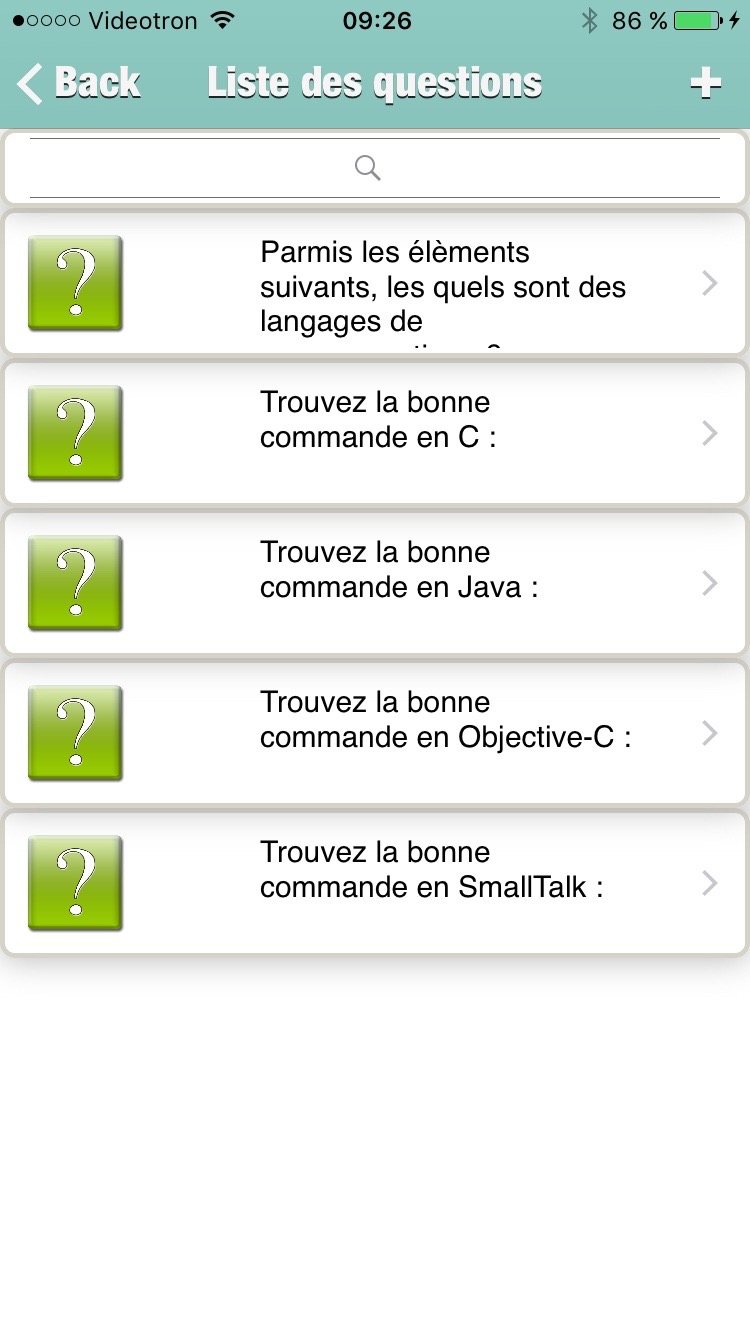 Videotron 09:26 86 %
Back Liste des questions +
Parmis les élèments
suivants, les quels sont des
langages de
Trouvez la bonne
commande en C :
Trouvez la bonne
commande en Java :
Trouvez la bonne
commande en Objective-C :
Trouvez la bonne
commande en SmallTalk :